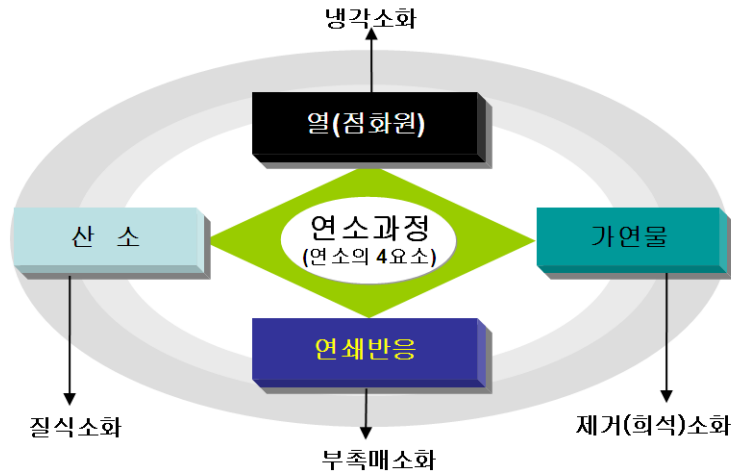 냉각소화
열(점화원)
산 소
연소과정
(연소의 4요소)
가연물
연쇄반응
질식소화
부촉매소화
제거(희석)소화